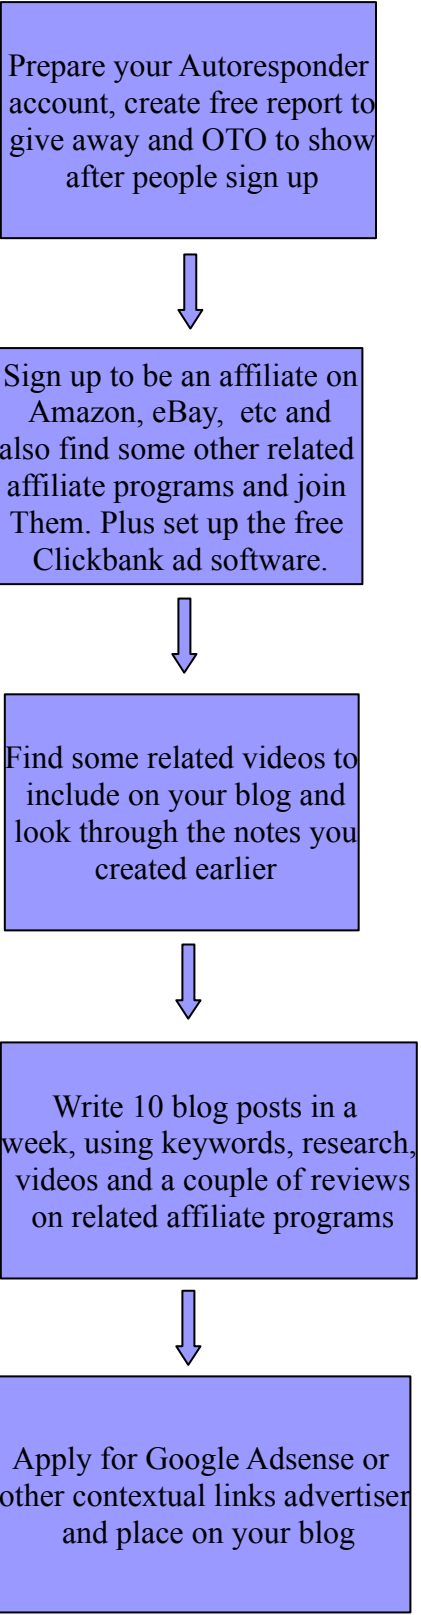 Prepare your Autoresponder
account, create free report to
give away and OTO to show
after people sign up
Sign up to be an affiliate on
Amazon, eBay, etc and
also find some other related
affiliate programs and join
Them. Plus set up the free
Clickbank ad software.
Find some related videos to
include on your blog and
look through the notes you
created earlier
Write 10 blog posts in a
week, using keywords, research,
videos and a couple of reviews
on related affiliate programs
Apply for Google Adsense or
other contextual links advertiser
and place on your blog